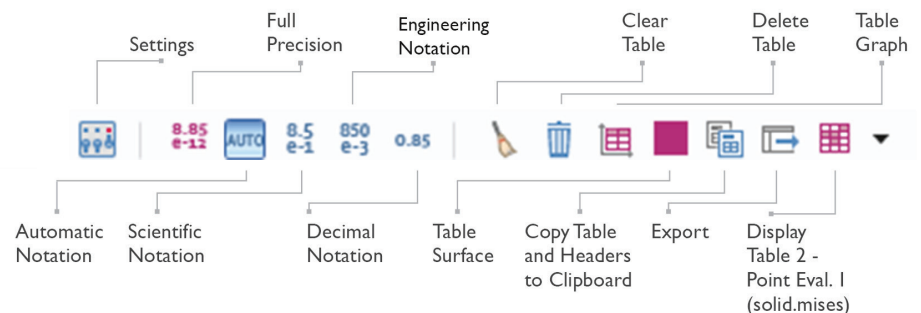 Full
Precision
Settings
Engineering
Notation
Clear
Table
Delete
Table
Table
Graph
8.85
e-12
AUTO
8.5
e-1
850
e-3
0.85
Automatic
Notation
Scientific
Notation
Decimal
Notation
Table
Surface
Copy Table
and Headers
to Clipboard
Export
Display
Table 2 -
Point Eval. 1
(solid.mises)